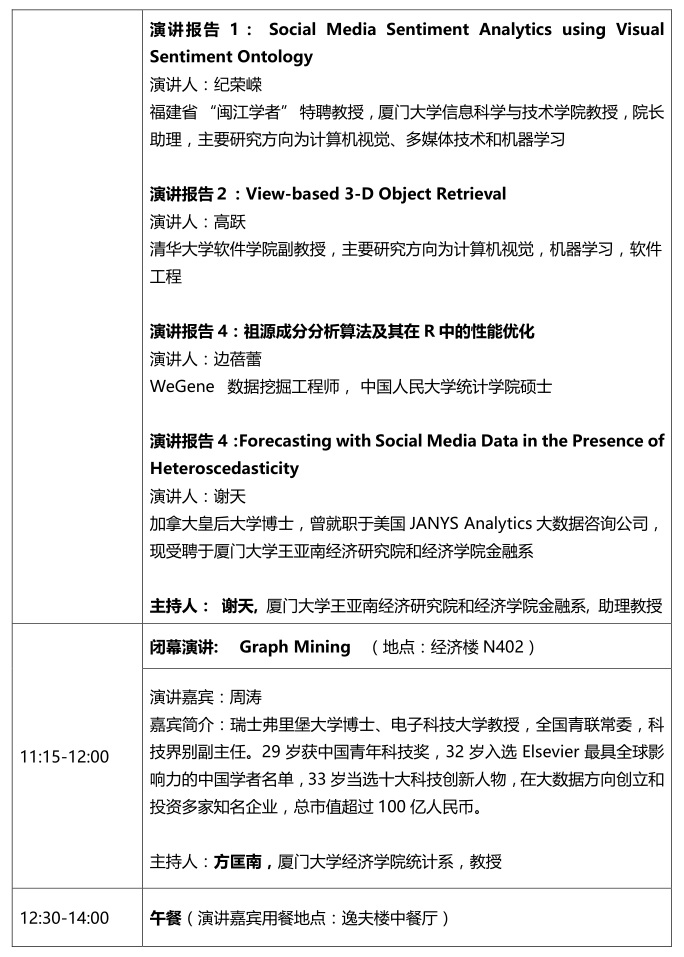 演讲报告 1： Social Media Sentiment Analytics using Visual
Sentiment Ontology
演讲人：纪荣嵘
福建省 “闽江学者” 特聘教授，厦门大学信息科学与技术学院教授，院长
助理，主要研究方向为计算机视觉、多媒体技术和机器学习
演讲报告 2 ：View-based 3-D Object Retrieval
演讲人：高跃
清华大学软件学院副教授，主要研究方向为计算机视觉，机器学习，软件
工程
演讲报告 4：祖源成分分析算法及其在 R 中的性能优化
演讲人：边蓓蕾
WeGene 数据挖掘工程师， 中国人民大学统计学院硕士
演讲报告 4 :Forecasting with Social Media Data in the Presence of
Heteroscedasticity
演讲人：谢天
加拿大皇后大学博士，曾就职于美国 JANYS Analytics 大数据咨询公司，
现受聘于厦门大学王亚南经济研究院和经济学院金融系
主持人： 谢天, 厦门大学王亚南经济研究院和经济学院金融系, 助理教授
闭幕演讲: Graph Mining （地点：经济楼 N402）
11:15-12:00
演讲嘉宾：周涛
嘉宾简介：瑞士弗里堡大学博士、电子科技大学教授，全国青联常委，科
技界别副主任。29 岁获中国青年科技奖，32 岁入选 Elsevier 最具全球影
响力的中国学者名单，33 岁当选十大科技创新人物，在大数据方向创立和
投资多家知名企业，总市值超过 100 亿人民币。
主持人：方匡南，厦门大学经济学院统计系，教授
12:30-14:00
午餐（演讲嘉宾用餐地点：逸夫楼中餐厅）